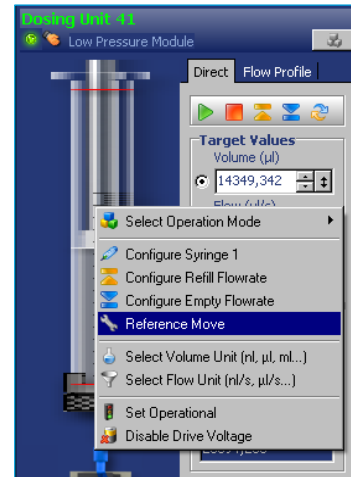 Dosing Unit 41
Low Pressure Module
Direct Flow Profile
Target Values
Volume (µl)
14349,342
Flow (µl/s)
Select Operation Mode
Configure Syringe 1
Configure Refill Flowrate
Configure Empty Flowrate
Reference Move
Select Volume Unit (nl, µl, ml...)
Select Flow Unit (nl/s, µl/s...)
Set Operational
Disable Drive Voltage